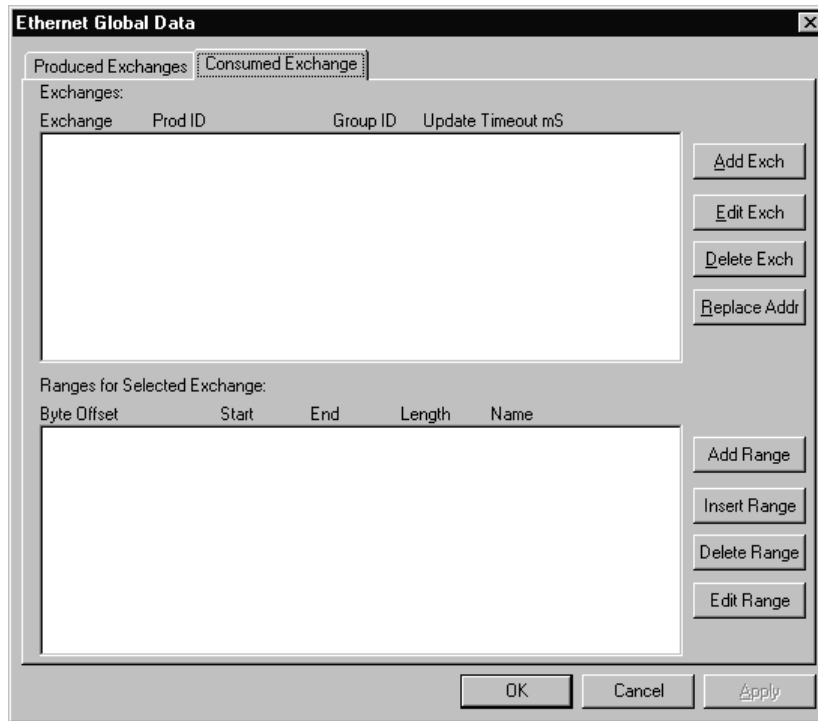 Ethernet Global Data
Produced Exchanges Consumed Exchange
Exchanges:
Exchange Prod ID Group ID Update Timeout mS
Add Exch
Edit Exch
Delete Exch
Replace Addr
Ranges for Selected Exchange:
Byte Offset Start End Length Name
Add Range
Insert Range
Delete Range
Edit Range
OK Cancel Apply